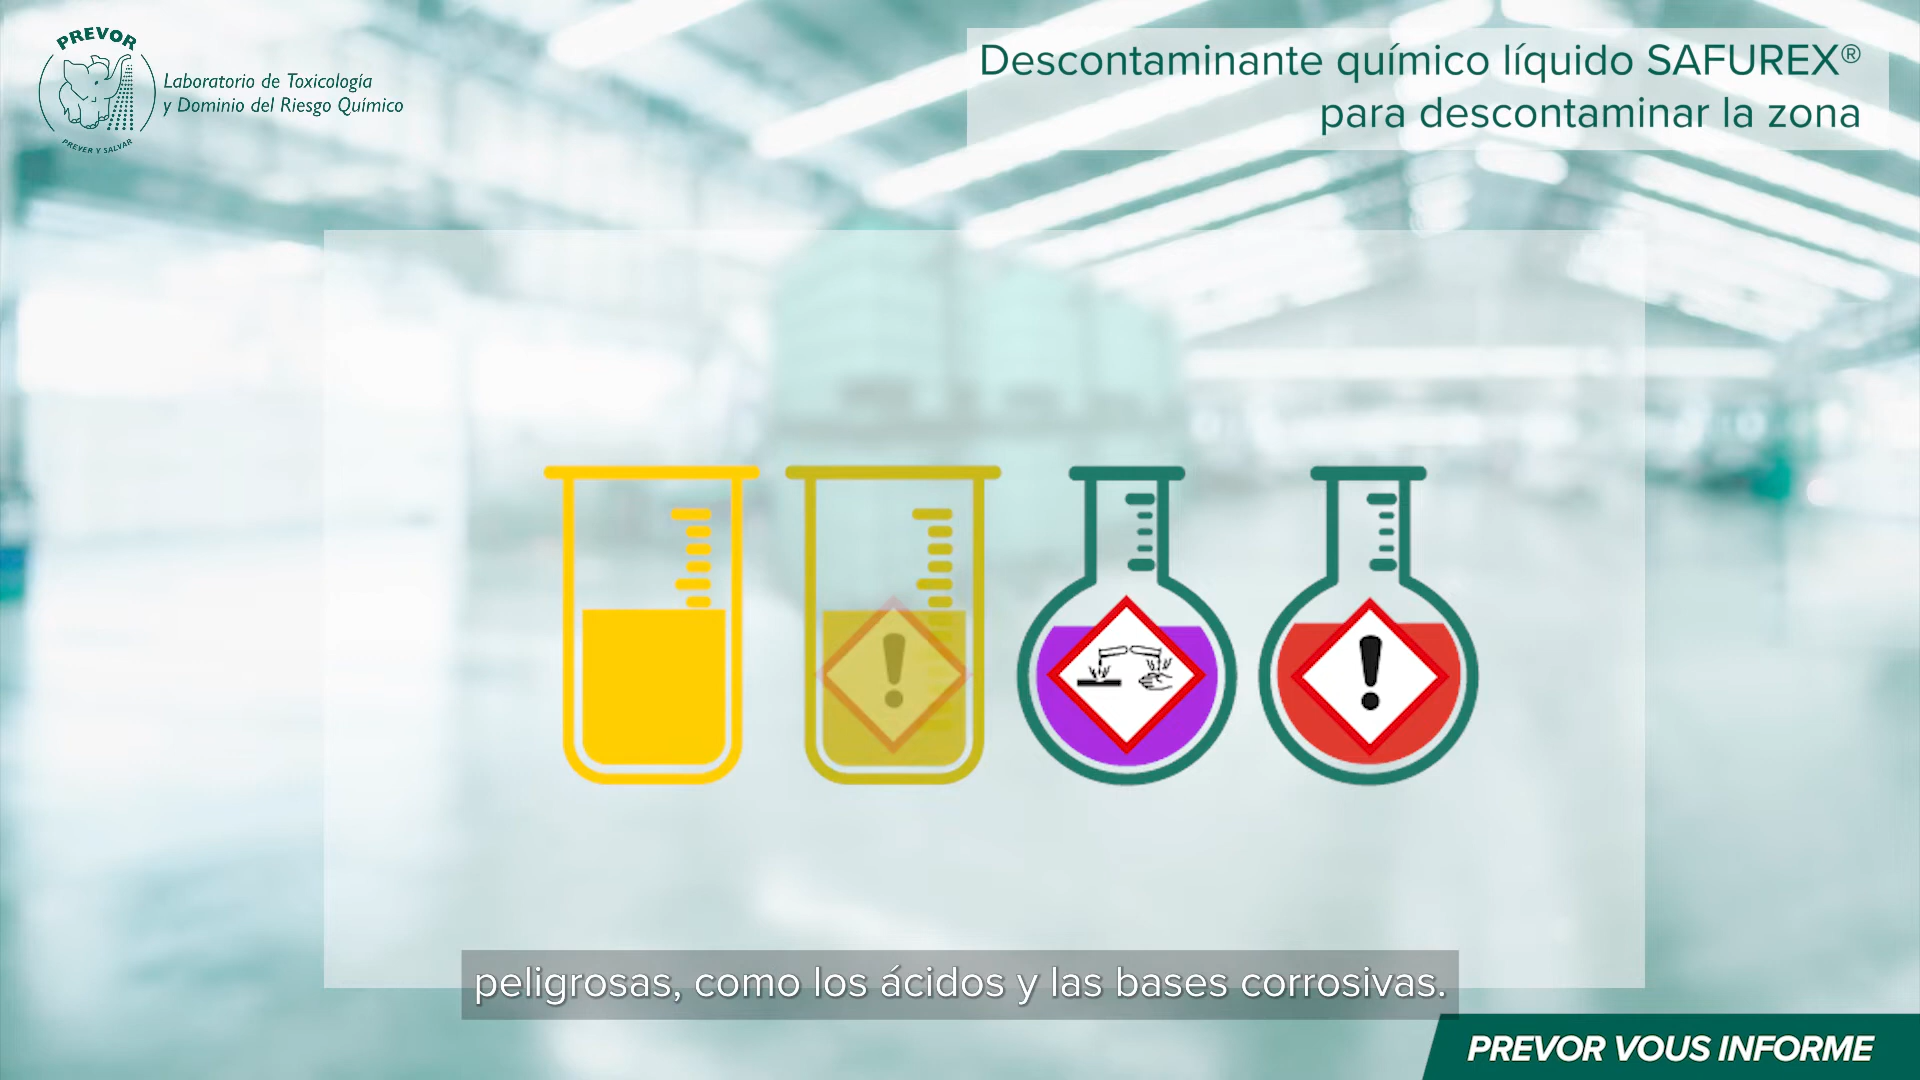 PREVOR
Laboratorio de Toxicología
y Dominio del Riesgo Químico
PREVER Y SALVAR
Descontaminante químico líquido SAFUREX®
para descontaminar la zona
peligrosas, como los ácidos y las bases corrosivas.
PREVOR VOUS INFORME